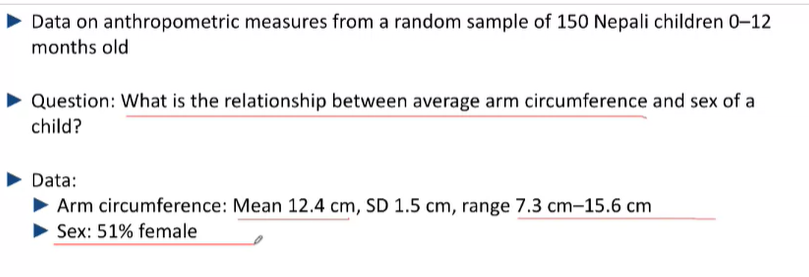 Data on anthropometric measures from a random sample of 150 Nepali children 0–12
months old
Question: What is the relationship between average arm circumference and sex of a
child?
Data:
Arm circumference: Mean 12.4 cm, SD 1.5 cm, range 7.3 cm–15.6 cm
Sex: 51% female